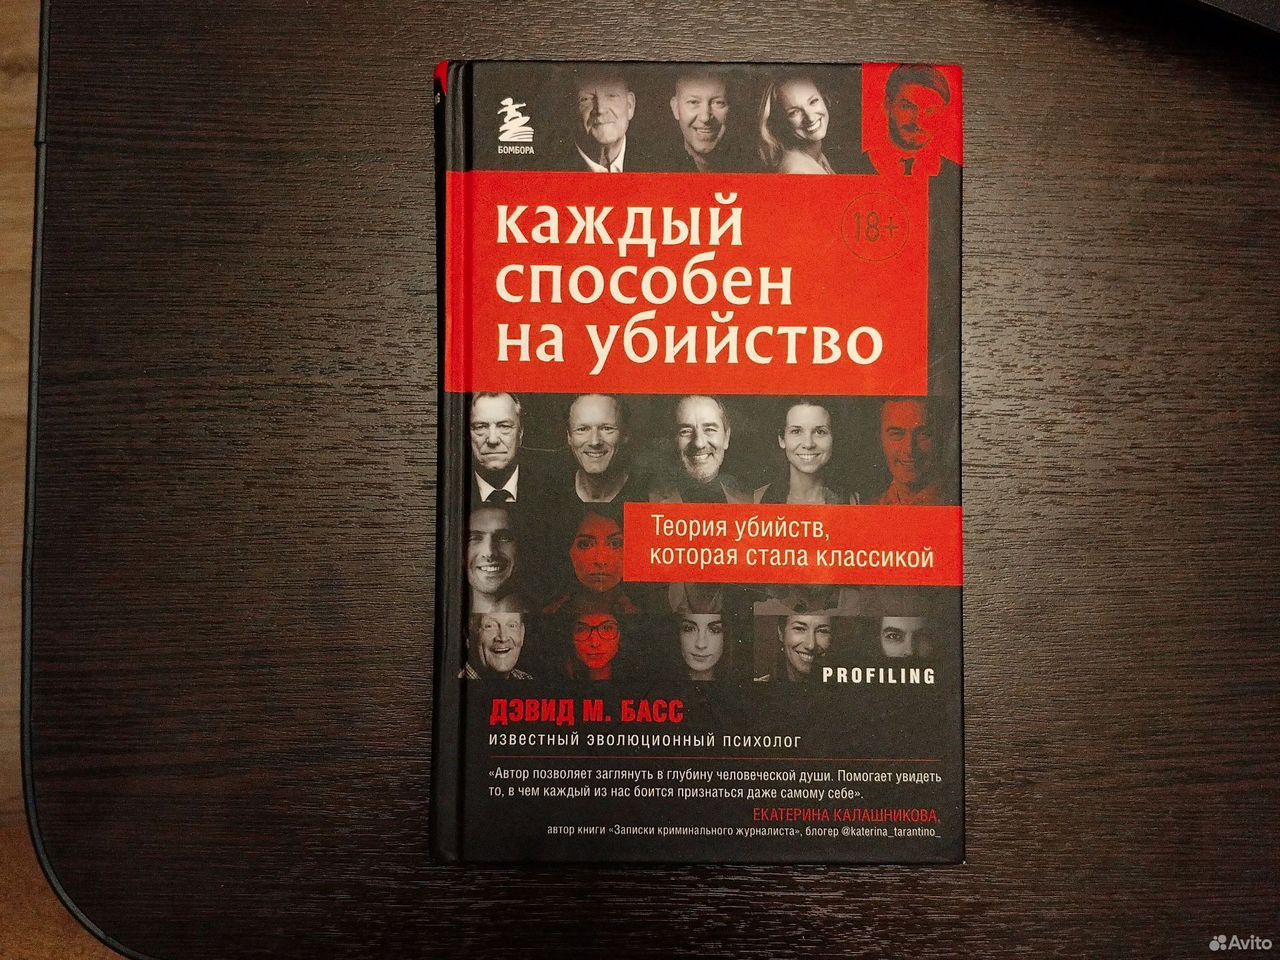 БОМБОРА
каждый
способен
на убийство
18+
Теория убийств,
которая стала классикой
PROFILING
ДЭВИД М. БАСС
ИЗВЕСТНЫЙ ЭВОЛЮЦИОННЫЙ ПСИХОЛОГ
«Автор позволяет заглянуть в глубину человеческой души. Помогает увидеть
то, в чем каждый из нас боится признаться даже самому себе».
ЕКАТЕРИНА КАЛАШНИКОВА,
автор книги «Записки криминального журналиста», блогер @katerina_tarantino_
Avito